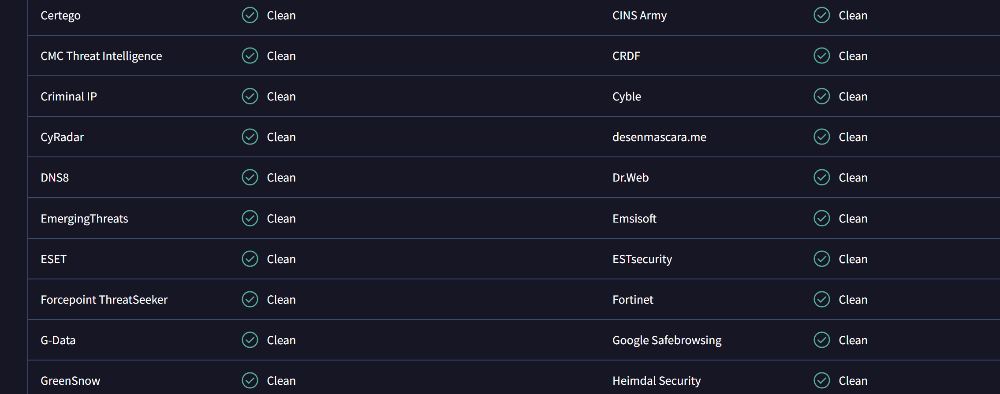 Certego Clean CINS Army Clean
CMC Threat Intelligence Clean CRDF Clean
Criminal IP Clean Cyble Clean
CyRadar Clean desenmascara.me Clean
DNS8 Clean Dr.Web Clean
EmergingThreats Clean Emsisoft Clean
ESET Clean ESTsecurity Clean
Forcepoint ThreatSeeker Clean Fortinet Clean
G-Data Clean Google Safebrowsing Clean
GreenSnow Clean Heimdal Security Clean